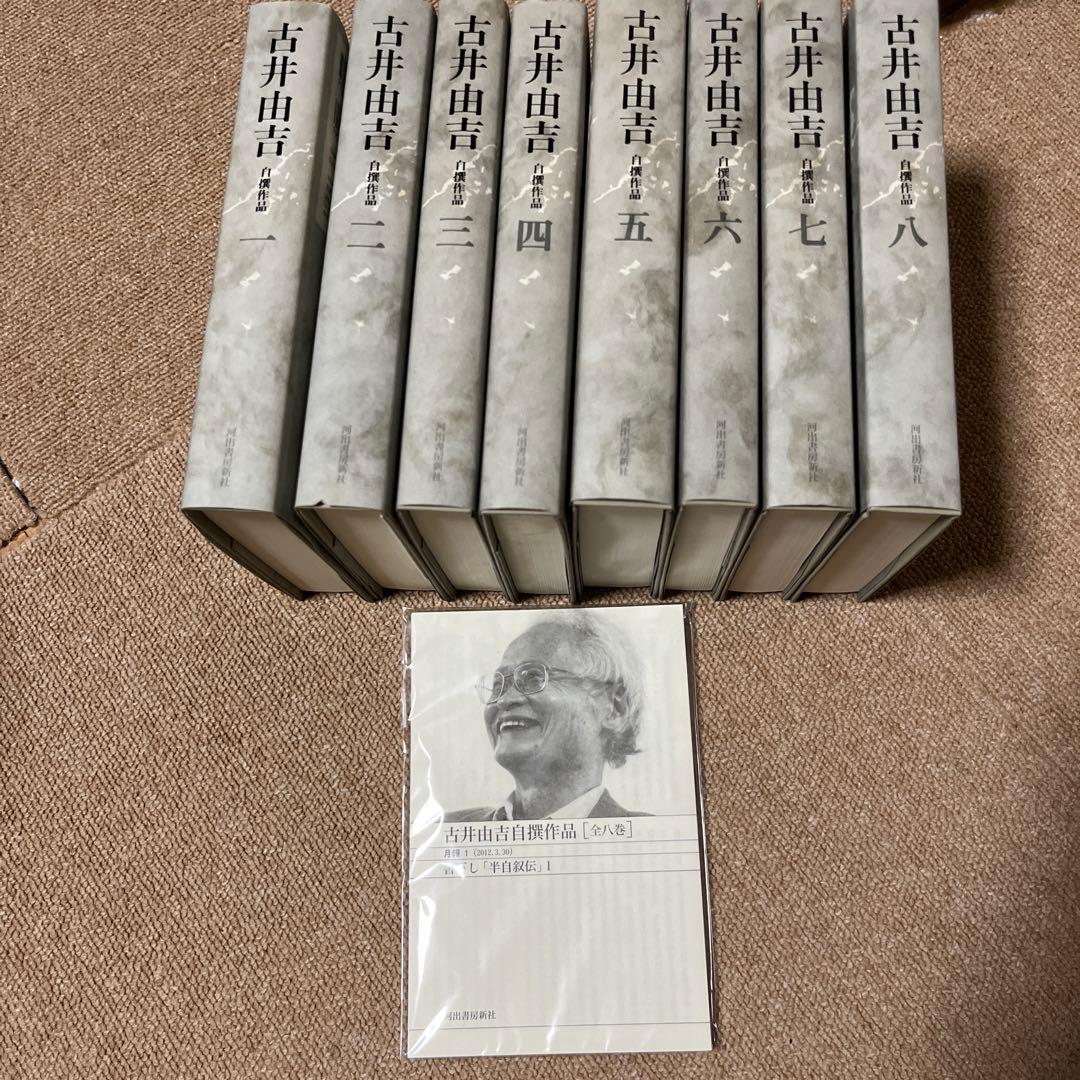 古井由吉 自撰作品 一 河出書房新社
古井由吉 自撰作品 二 河出書房新社
古井由吉 自撰作品 三 河出書房新社
古井由吉 自撰作品 四 河出書房新社
古井由吉 自撰作品 五 河出書房新社
古井由吉 自撰作品 六 河出書房新社
古井由吉 自撰作品 七 河出書房新社
古井由吉 自撰作品 八 河出書房新社
古井由吉自撰作品［全八巻］
月報 1 (2012.3.30)
し「半自叙伝」1
河出書房新社